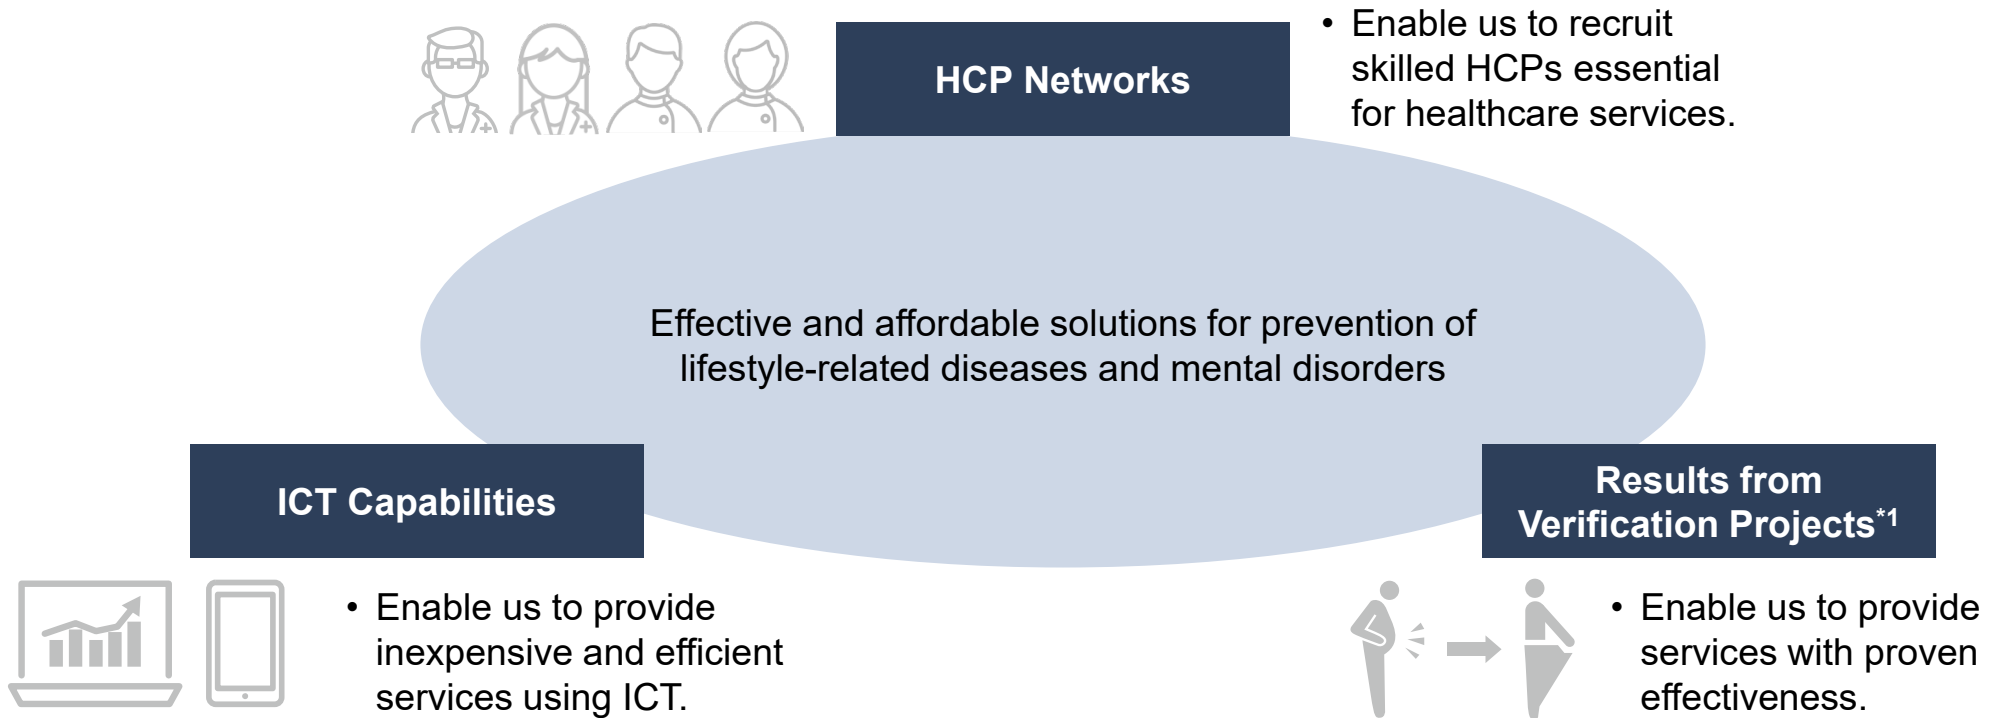 HCP Networks
• Enable us to recruit
skilled HCPs essential
for healthcare services.
Effective and affordable solutions for prevention of
lifestyle-related diseases and mental disorders
ICT Capabilities
• Enable us to provide
inexpensive and efficient
services using ICT.
Results from
Verification Projects*1
• Enable us to provide
services with proven
effectiveness.